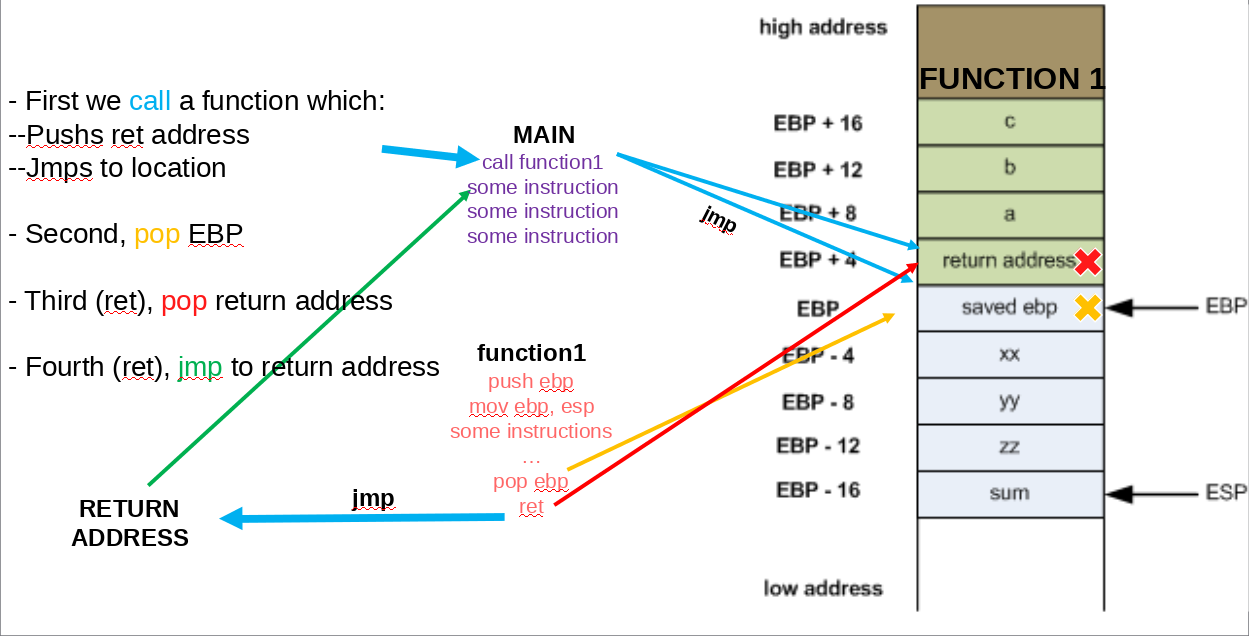 - First we call a function which:
--Pushs ret address
--Jmps to location
- Second, pop EBP
- Third (ret), pop return address
- Fourth (ret), jmp to return address
RETURN
ADDRESS
jmp
MAIN
call function1
some instruction
some instruction
some instruction
jmp
function1
push ebp
mov ebp, esp
some instructions
...
pop ebp
ret
high address
FUNCTION 1
EBP + 16
c
EBP + 12
b
EBP + 8
a
EBP + 4
return address
EBP
saved ebp
EBP
EBP - 4
xx
EBP - 8
yy
EBP - 12
zz
EBP - 16
sum
ESP
low address